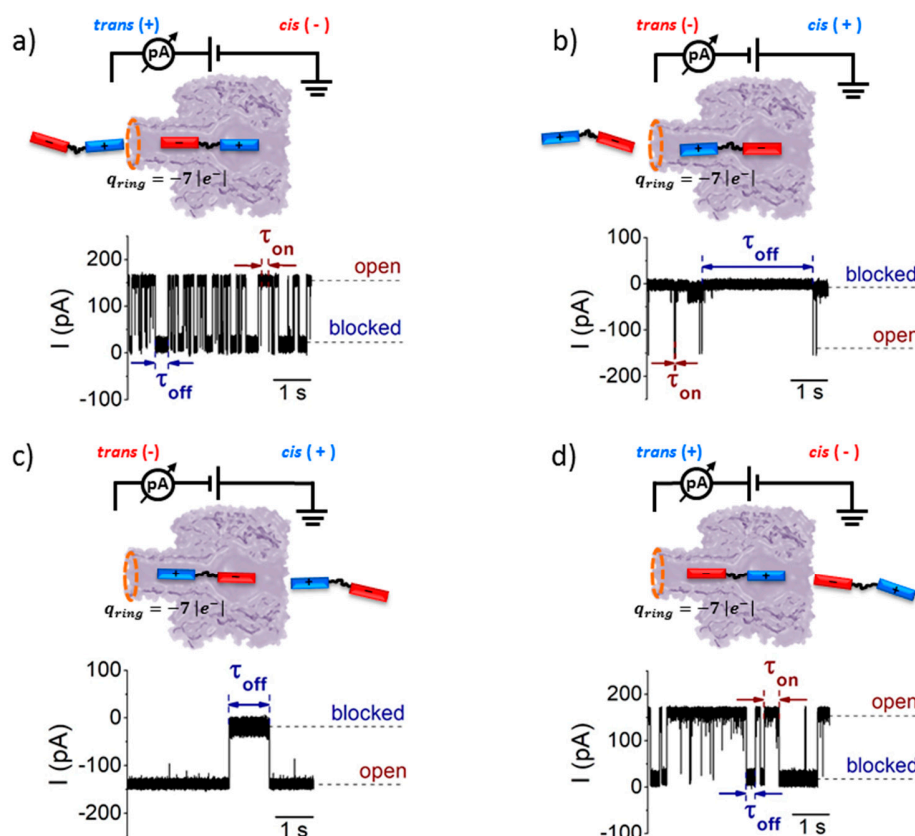 a)
trans (+) cis (-)
pA
- + - +
q_ring = -7 |e⁻|
I (pA)
200
100
0
-100
τ_on
open
blocked
τ_off
1 s
b)
trans (-) cis (+)
pA
+ - + -
q_ring = -7 |e⁻|
I (pA)
100
0
-100
-200
τ_off
blocked
open
τ_on
1 s
c)
trans (-) cis (+)
pA
+ - + -
q_ring = -7 |e⁻|
I (pA)
100
0
-100
-200
τ_off
blocked
open
1 s
d)
trans (+) cis (-)
pA
- + - +
q_ring = -7 |e⁻|
I (pA)
200
100
0
-100
τ_on
open
blocked
τ_off
1 s